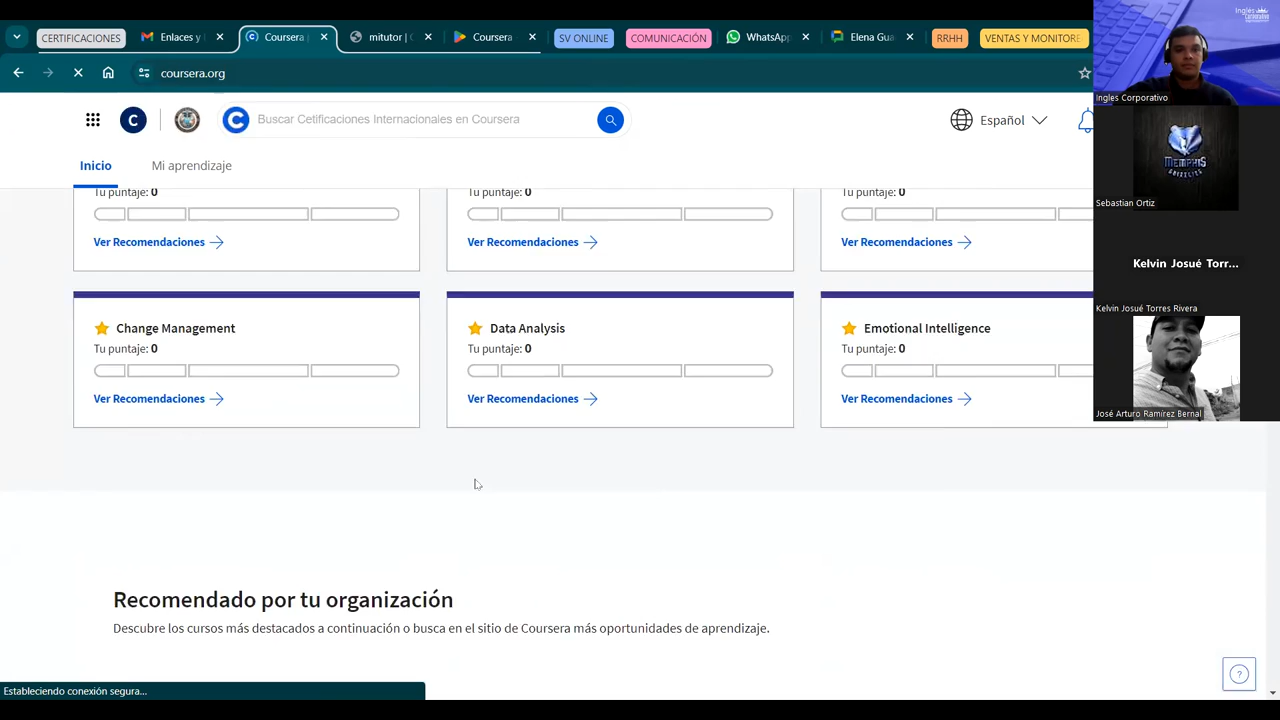 CERTIFICACIONES
Enlaces y
Coursera
mitutor | C
Coursera
SV ONLINE
COMUNICACIÓN
WhatsApp
Elena Gua
RRHH
VENTAS Y MONITORE
coursera.org
C
C
Buscar Cetificaciones Internacionales en Coursera
Español
Inicio
Mi aprendizaje
Tu puntaje: 0
Tu puntaje: 0
Tu puntaje: 0
Ver Recomendaciones
Ver Recomendaciones
Ver Recomendaciones
Change Management
Data Analysis
Emotional Intelligence
Tu puntaje: 0
Tu puntaje: 0
Tu puntaje: 0
Ver Recomendaciones
Ver Recomendaciones
Ver Recomendaciones
Recomendado por tu organización
Descubre los cursos más destacados a continuación o busca en el sitio de Coursera más oportunidades de aprendizaje.
Estableciendo conexión segura...
?
Inglés
Corporativo
Ingles Corporativo
MEMPHIS
GRIZZLIES
Sebastian Ortiz
Kelvin Josué Torr...
Kelvin Josué Torres Rivera
José Arturo Ramírez Bernal